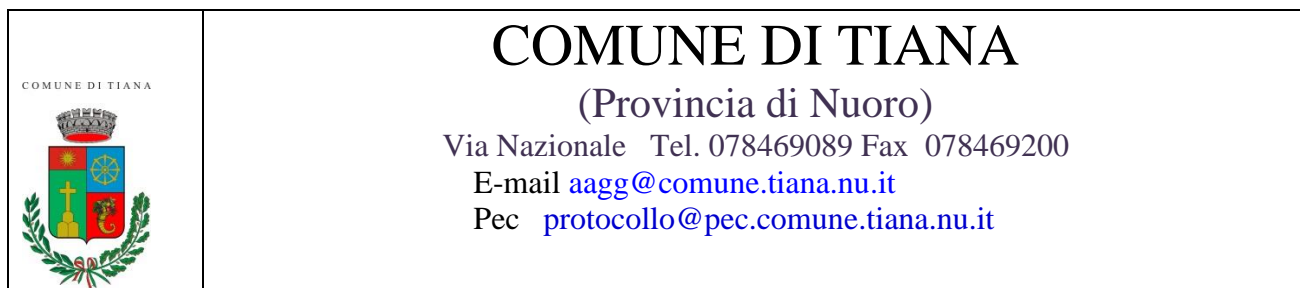 COMUNE DI TIANA
COMUNE DI TIANA
(Provincia di Nuoro)
Via Nazionale Tel. 078469089 Fax 078469200
E-mail aagg@comune.tiana.nu.it
Pec protocollo@pec.comune.tiana.nu.it